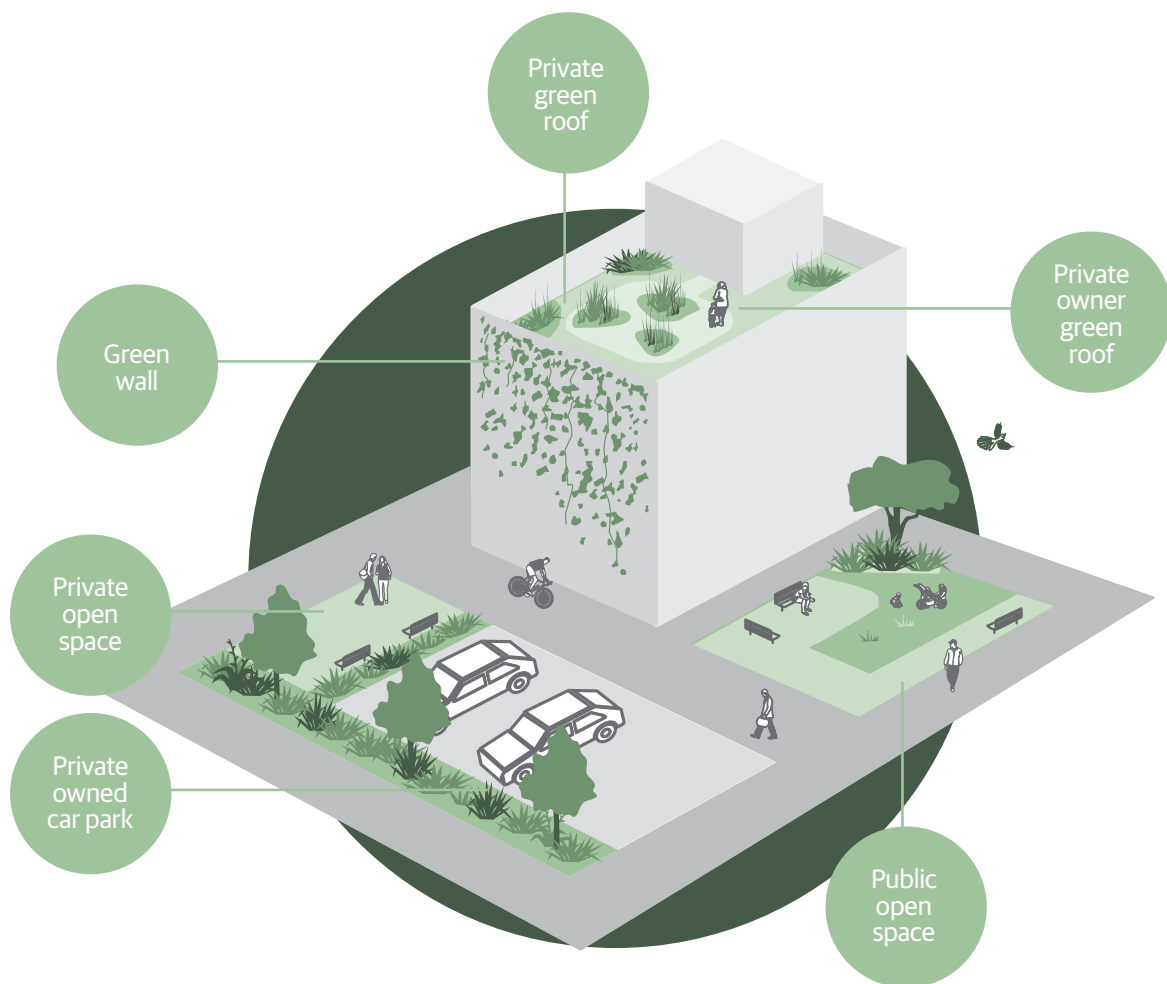 Private
green
roof
Private
owner
green
roof
Green
wall
Private
open
space
Private
owned
car park
Public
open
space